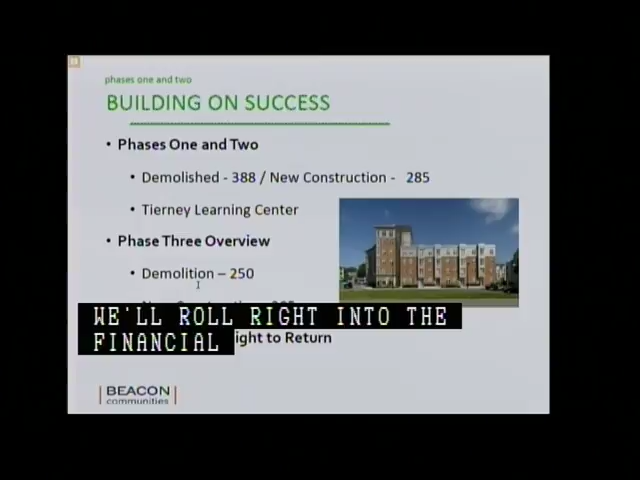 phases one and two
BUILDING ON SUCCESS
• Phases One and Two
• Demolished - 388 / New Construction - 285
• Tierney Learning Center
• Phase Three Overview
• Demolition – 250
WE'LL ROLL RIGHT INTO THE
FINANCIAL
ight to Return
BEACON
communities